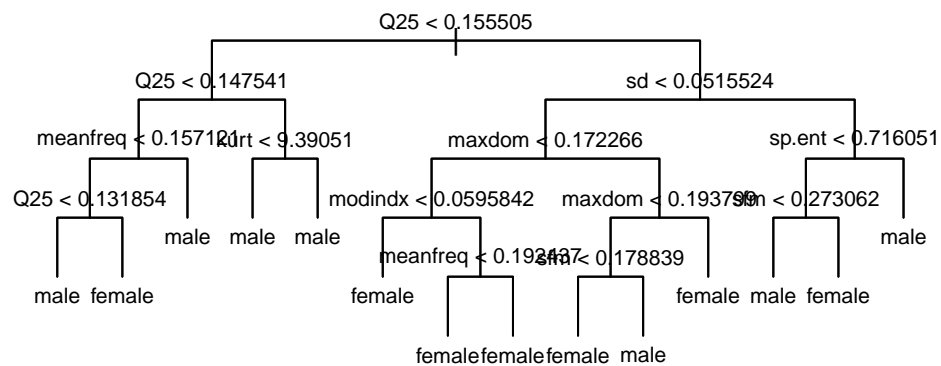 Q25 < 0.155505
Q25 < 0.147541 sd < 0.0515524
meanfreq < 0.157121 kurt < 9.39051 maxdom < 0.172266 sp.ent < 0.716051
Q25 < 0.131854 male male male modindx < 0.0595842 maxdom < 0.193799 sfm < 0.273062 male
male female female meanfreq < 0.192437 sfm < 0.178839 female male female
female female female male